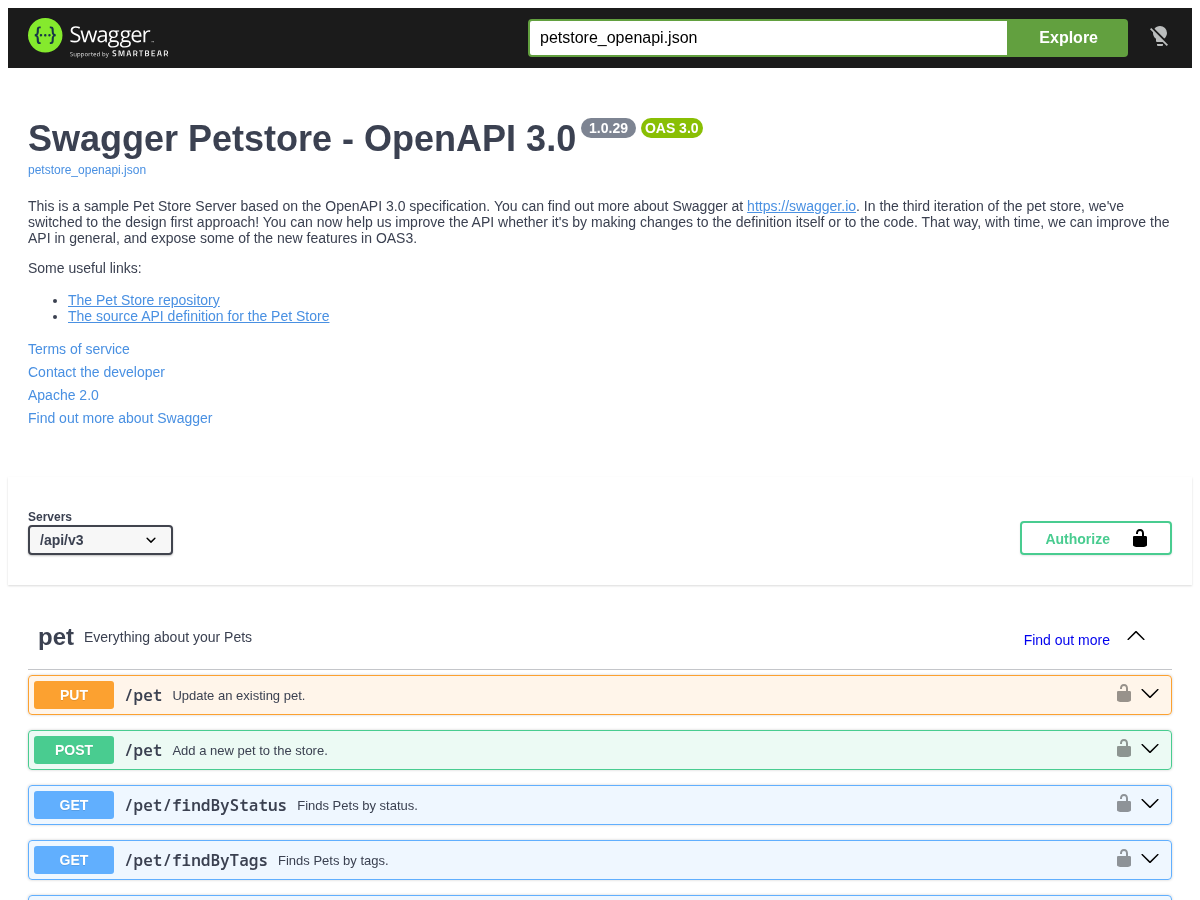 Swagger
Supported by SMARTBEAR
petstore_openapi.json
Explore
Swagger Petstore - OpenAPI 3.0 1.0.29 OAS 3.0
petstore_openapi.json
This is a sample Pet Store Server based on the OpenAPI 3.0 specification. You can find out more about Swagger at https://swagger.io. In the third iteration of the pet store, we've
switched to the design first approach! You can now help us improve the API whether it's by making changes to the definition itself or to the code. That way, with time, we can improve the
API in general, and expose some of the new features in OAS3.
Some useful links:
The Pet Store repository
The source API definition for the Pet Store
Terms of service
Contact the developer
Apache 2.0
Find out more about Swagger
Servers
/api/v3
Authorize
pet Everything about your Pets Find out more
PUT /pet Update an existing pet.
POST /pet Add a new pet to the store.
GET /pet/findByStatus Finds Pets by status.
GET /pet/findByTags Finds Pets by tags.